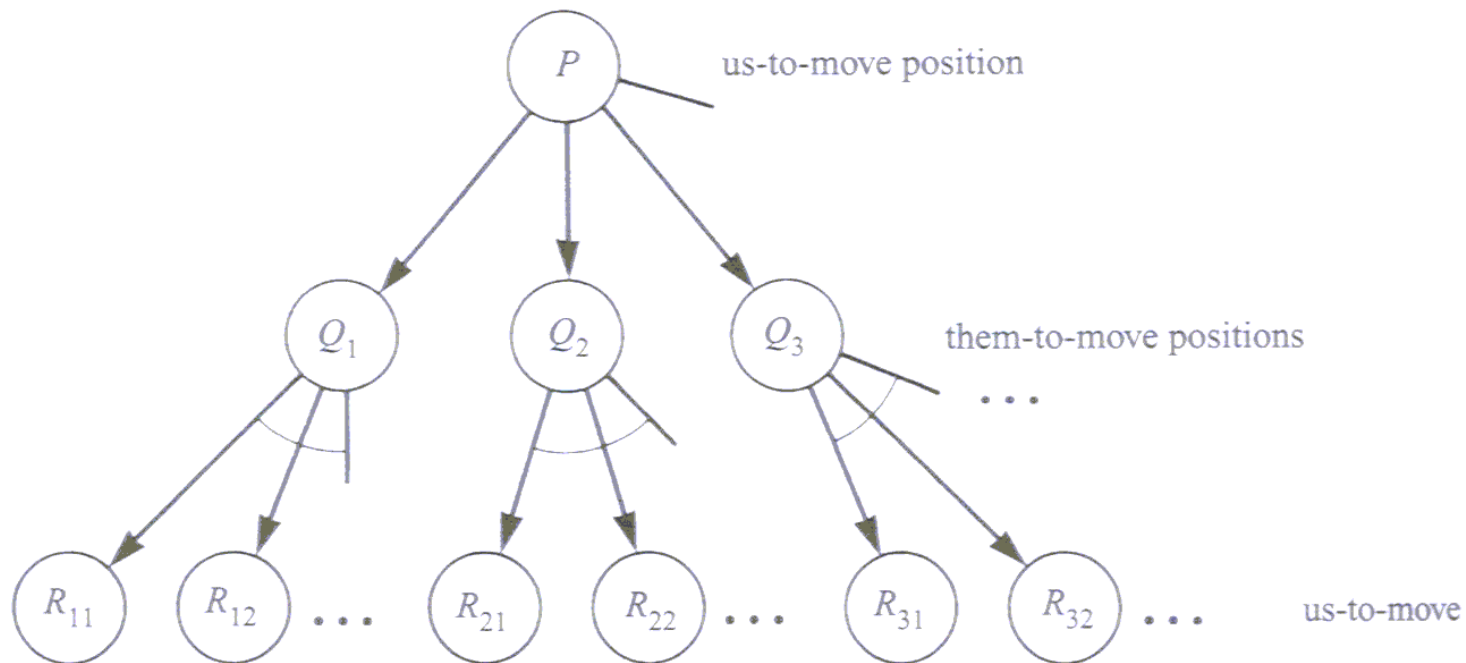 P us-to-move position
Q₁ Q₂ Q₃ them-to-move positions
...
R₁₁ R₁₂ ... R₂₁ R₂₂ ... R₃₁ R₃₂ ... us-to-move